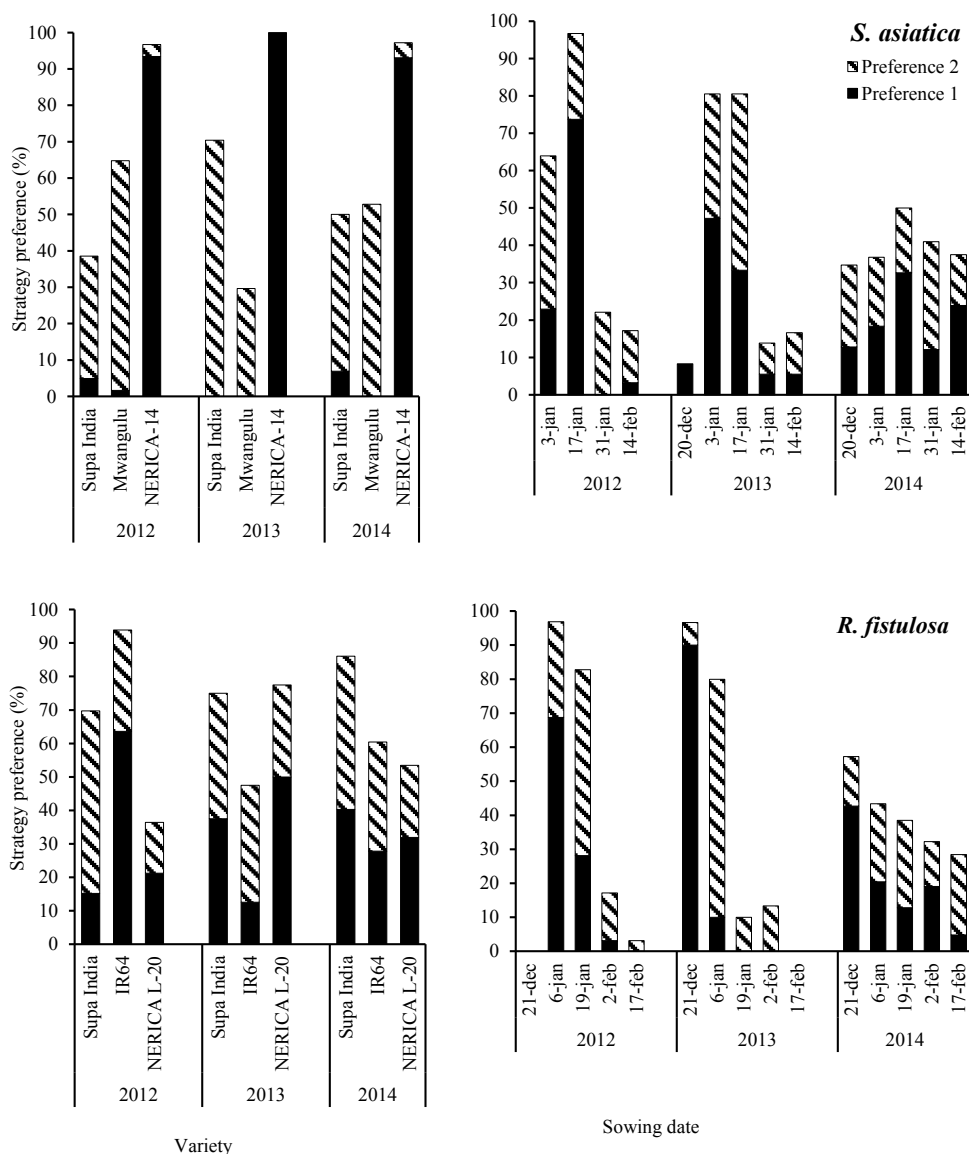 S. asiatica
Preference 2
Preference 1
Strategy preference (%)
100
90
80
70
60
50
40
30
20
10
0
Supa India
Mwangulu
NERICA-14
Supa India
Mwangulu
NERICA-14
Supa India
Mwangulu
NERICA-14
2012 2013 2014
100
90
80
70
60
50
40
30
20
10
0
3-jan
17-jan
31-jan
14-feb
20-dec
3-jan
17-jan
31-jan
14-feb
20-dec
3-jan
17-jan
31-jan
14-feb
2012 2013 2014
R. fistulosa
Strategy preference (%)
100
90
80
70
60
50
40
30
20
10
0
Supa India
IR64
NERICA L-20
Supa India
IR64
NERICA L-20
Supa India
IR64
NERICA L-20
2012 2013 2014
Variety
100
90
80
70
60
50
40
30
20
10
0
21-dec
6-jan
19-jan
2-feb
17-feb
21-dec
6-jan
19-jan
2-feb
17-feb
21-dec
6-jan
19-jan
2-feb
17-feb
2012 2013 2014
Sowing date